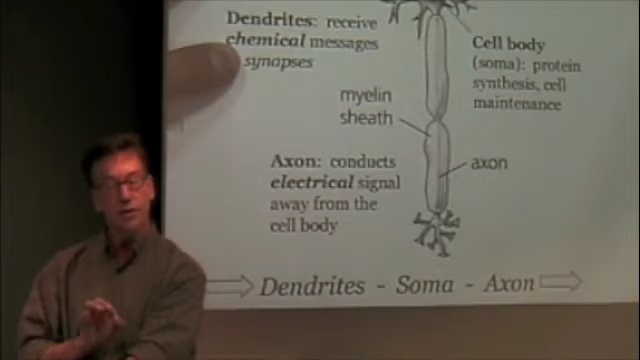 Dendrites: receive
chemical messages
synapses
Cell body
(soma): protein
synthesis, cell
maintenance
myelin
sheath
axon
Axon: conducts
electrical signal
away from the
cell body
Dendrites - Soma - Axon